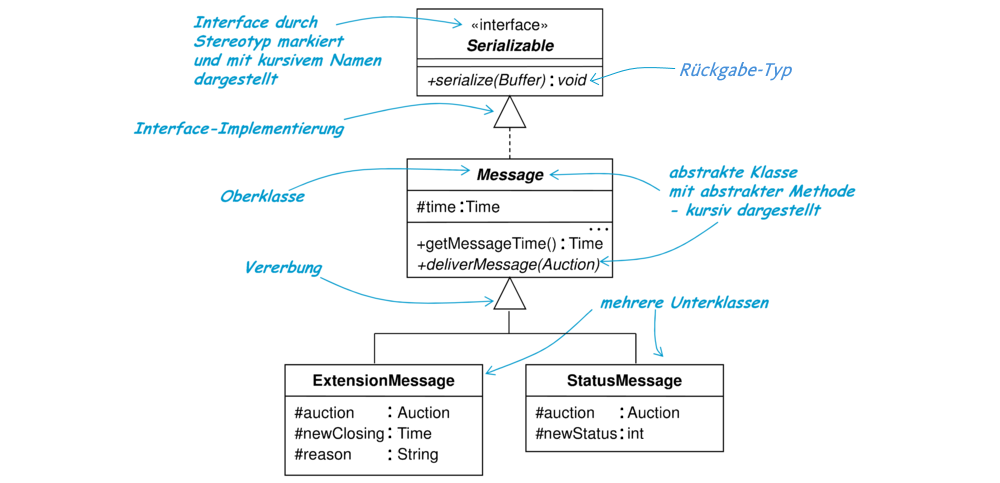 Interface durch
Stereotyp markiert
und mit kursivem Namen
dargestellt
«interface»
Serializable
+serialize(Buffer) : void
Rückgabe-Typ
Interface-Implementierung
Oberklasse
Message
#time : Time
...
+getMessageTime() : Time
+deliverMessage(Auction)
abstrakte Klasse
mit abstrakter Methode
- kursiv dargestellt
Vererbung
mehrere Unterklassen
ExtensionMessage
#auction : Auction
#newClosing : Time
#reason : String
StatusMessage
#auction : Auction
#newStatus : int